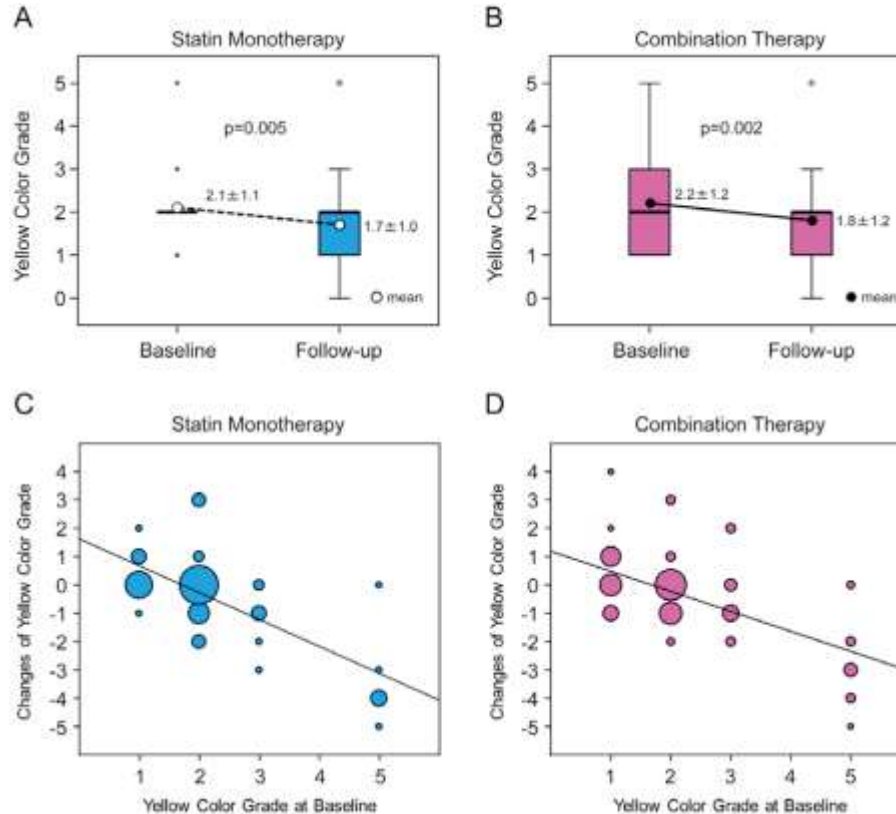 A
Statin Monotherapy
Yellow Color Grade
5
4
3
2
1
0
p=0.005
2.1±1.1
1.7±1.0
mean
Baseline
Follow-up
B
Combination Therapy
Yellow Color Grade
5
4
3
2
1
0
p=0.002
2.2±1.2
1.8±1.2
mean
Baseline
Follow-up
C
Statin Monotherapy
Changes of Yellow Color Grade
4
3
2
1
0
-1
-2
-3
-4
-5
1 2 3 4 5
Yellow Color Grade at Baseline
D
Combination Therapy
Changes of Yellow Color Grade
4
3
2
1
0
-1
-2
-3
-4
-5
1 2 3 4 5
Yellow Color Grade at Baseline